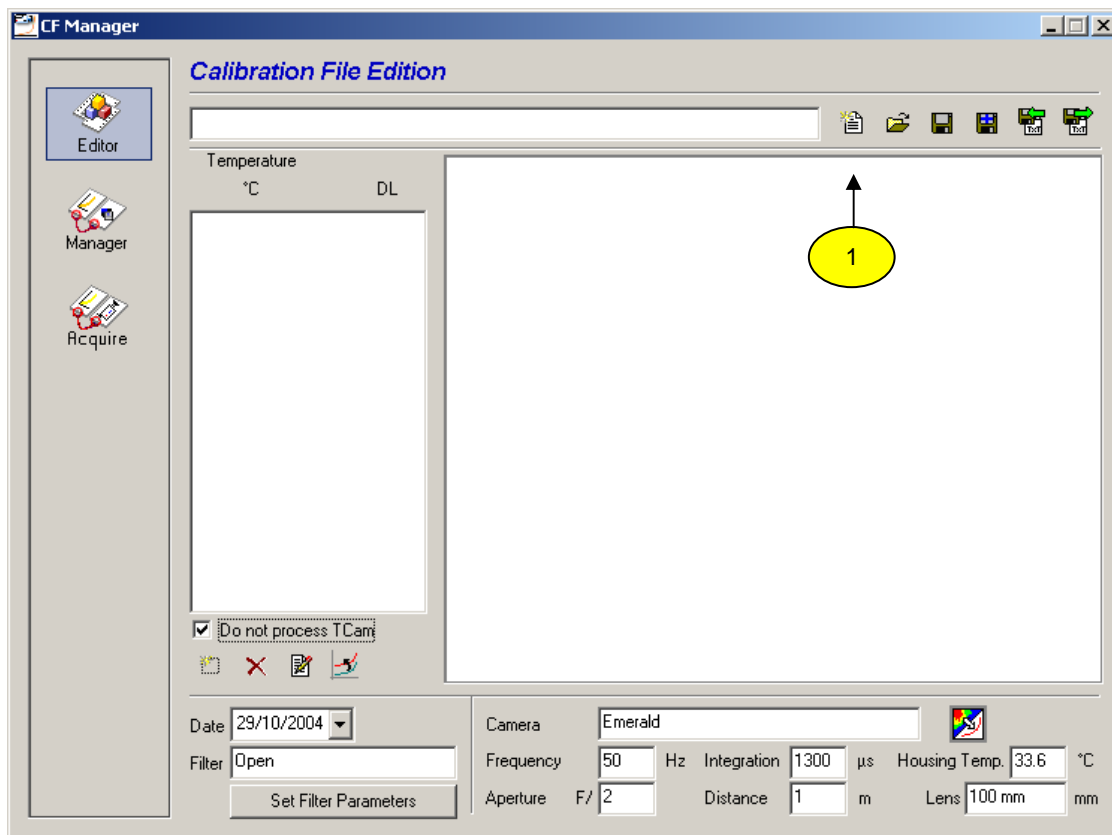 CF Manager
Calibration File Edition
Editor
Manager
Acquire
TXT TXT
Temperature
°C DL
1
Do not process TCam
Date 29/10/2004
Filter Open
Set Filter Parameters
Camera Emerald
Frequency 50 Hz Integration 1300 µs Housing Temp. 33.6 °C
Aperture F/ 2 Distance 1 m Lens 100 mm mm